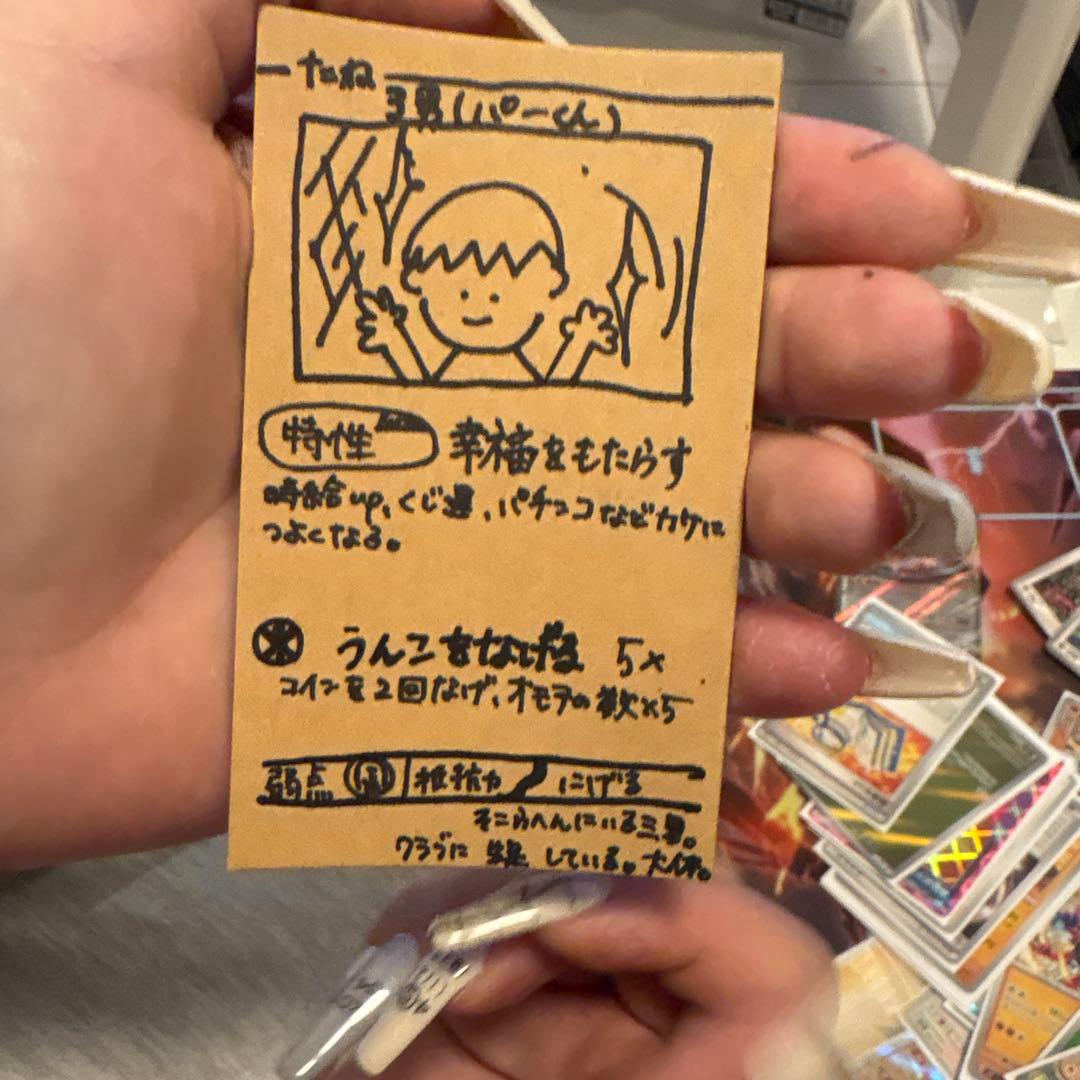 たね
3男(パーくん)
特性 幸福をもたらす
時給up、くじ運、パチンコなどカケに
つよくなる。
うんこをなげる 5×
コインを2回なげ、オモテの数×5
弱点 抵抗力 にげる
そこらへんにいる三男。
クラブに 生息 している。大体。